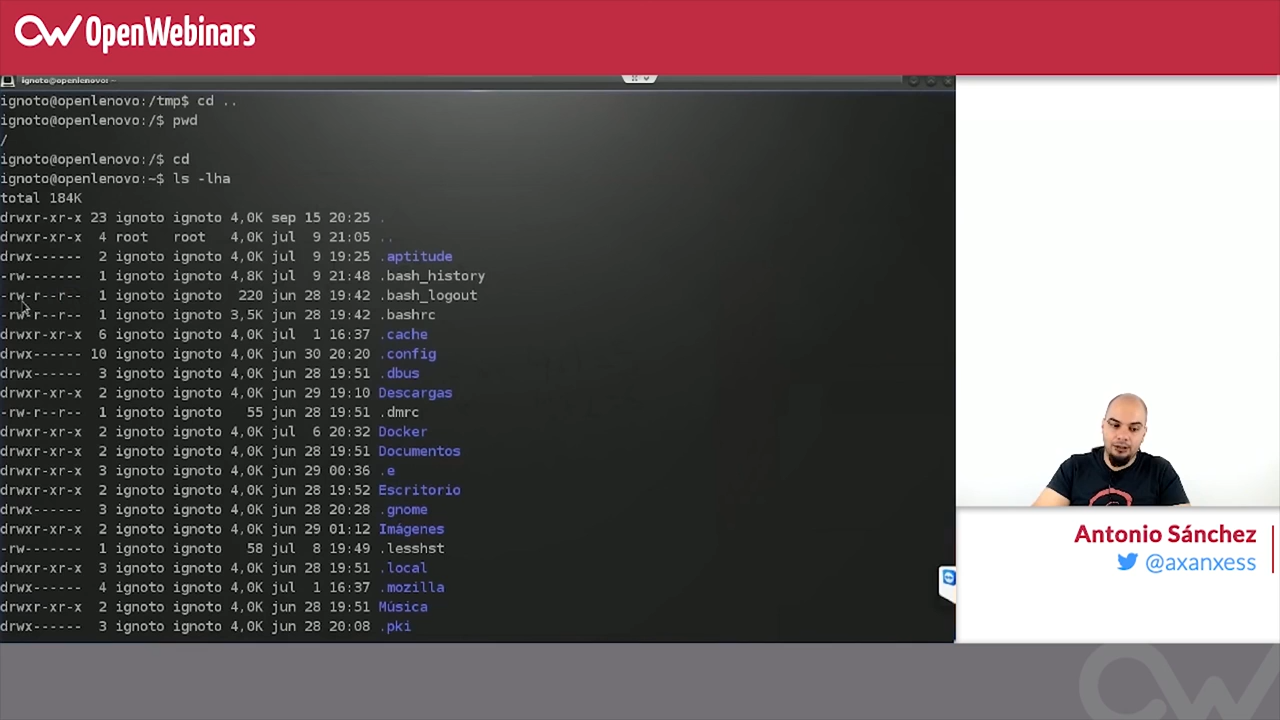 OpenWebinars
ignoto@openlenovo: ~
ignoto@openlenovo:/tmp$ cd ..
ignoto@openlenovo:/$ pwd
/
ignoto@openlenovo:/$ cd
ignoto@openlenovo:~$ ls -lha
total 184K
drwxr-xr-x 23 ignoto ignoto 4,0K sep 15 20:25 .
drwxr-xr-x  4 root   root   4,0K jul  9 21:05 ..
drwx------  2 ignoto ignoto 4,0K jul  9 19:25 .aptitude
-rw-------  1 ignoto ignoto 4,8K jul  9 21:48 .bash_history
-rw-r--r--  1 ignoto ignoto  220 jun 28 19:42 .bash_logout
-rw-r--r--  1 ignoto ignoto 3,5K jun 28 19:42 .bashrc
drwxr-xr-x  6 ignoto ignoto 4,0K jul  1 16:37 .cache
drwx------ 10 ignoto ignoto 4,0K jun 30 20:20 .config
drwx------  3 ignoto ignoto 4,0K jun 28 19:51 .dbus
drwxr-xr-x  2 ignoto ignoto 4,0K jun 29 19:10 Descargas
-rw-r--r--  1 ignoto ignoto   55 jun 28 19:51 .dmrc
drwxr-xr-x  2 ignoto ignoto 4,0K jul  6 20:32 Docker
drwxr-xr-x  2 ignoto ignoto 4,0K jun 28 19:51 Documentos
drwxr-xr-x  3 ignoto ignoto 4,0K jun 29 00:36 .e
drwxr-xr-x  2 ignoto ignoto 4,0K jun 28 19:52 Escritorio
drwx------  3 ignoto ignoto 4,0K jun 28 20:28 .gnome
drwxr-xr-x  2 ignoto ignoto 4,0K jun 29 01:12 Imágenes
-rw-------  1 ignoto ignoto   58 jul  8 19:49 .lesshst
drwxr-xr-x  3 ignoto ignoto 4,0K jun 28 19:51 .local
drwx------  4 ignoto ignoto 4,0K jul  1 16:37 .mozilla
drwxr-xr-x  2 ignoto ignoto 4,0K jun 28 19:51 Música
drwx------  3 ignoto ignoto 4,0K jun 28 20:08 .pki
Antonio Sánchez
@axanxess